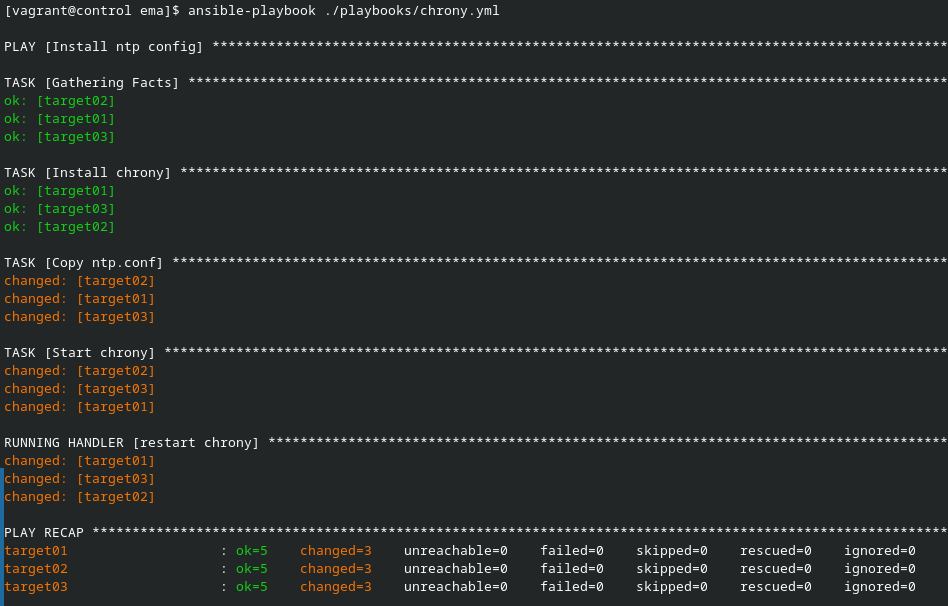 [vagrant@control ema]$ ansible-playbook ./playbooks/chrony.yml
PLAY [Install ntp config] ********************************************************************************************
TASK [Gathering Facts] ***********************************************************************************************
ok: [target02]
ok: [target01]
ok: [target03]
TASK [Install chrony] ************************************************************************************************
ok: [target01]
ok: [target03]
ok: [target02]
TASK [Copy ntp.conf] *************************************************************************************************
changed: [target02]
changed: [target01]
changed: [target03]
TASK [Start chrony] **************************************************************************************************
changed: [target02]
changed: [target03]
changed: [target01]
RUNNING HANDLER [restart chrony] *************************************************************************************
changed: [target01]
changed: [target03]
changed: [target02]
PLAY RECAP ***********************************************************************************************************
target01                   : ok=5    changed=3    unreachable=0    failed=0    skipped=0    rescued=0    ignored=0
target02                   : ok=5    changed=3    unreachable=0    failed=0    skipped=0    rescued=0    ignored=0
target03                   : ok=5    changed=3    unreachable=0    failed=0    skipped=0    rescued=0    ignored=0